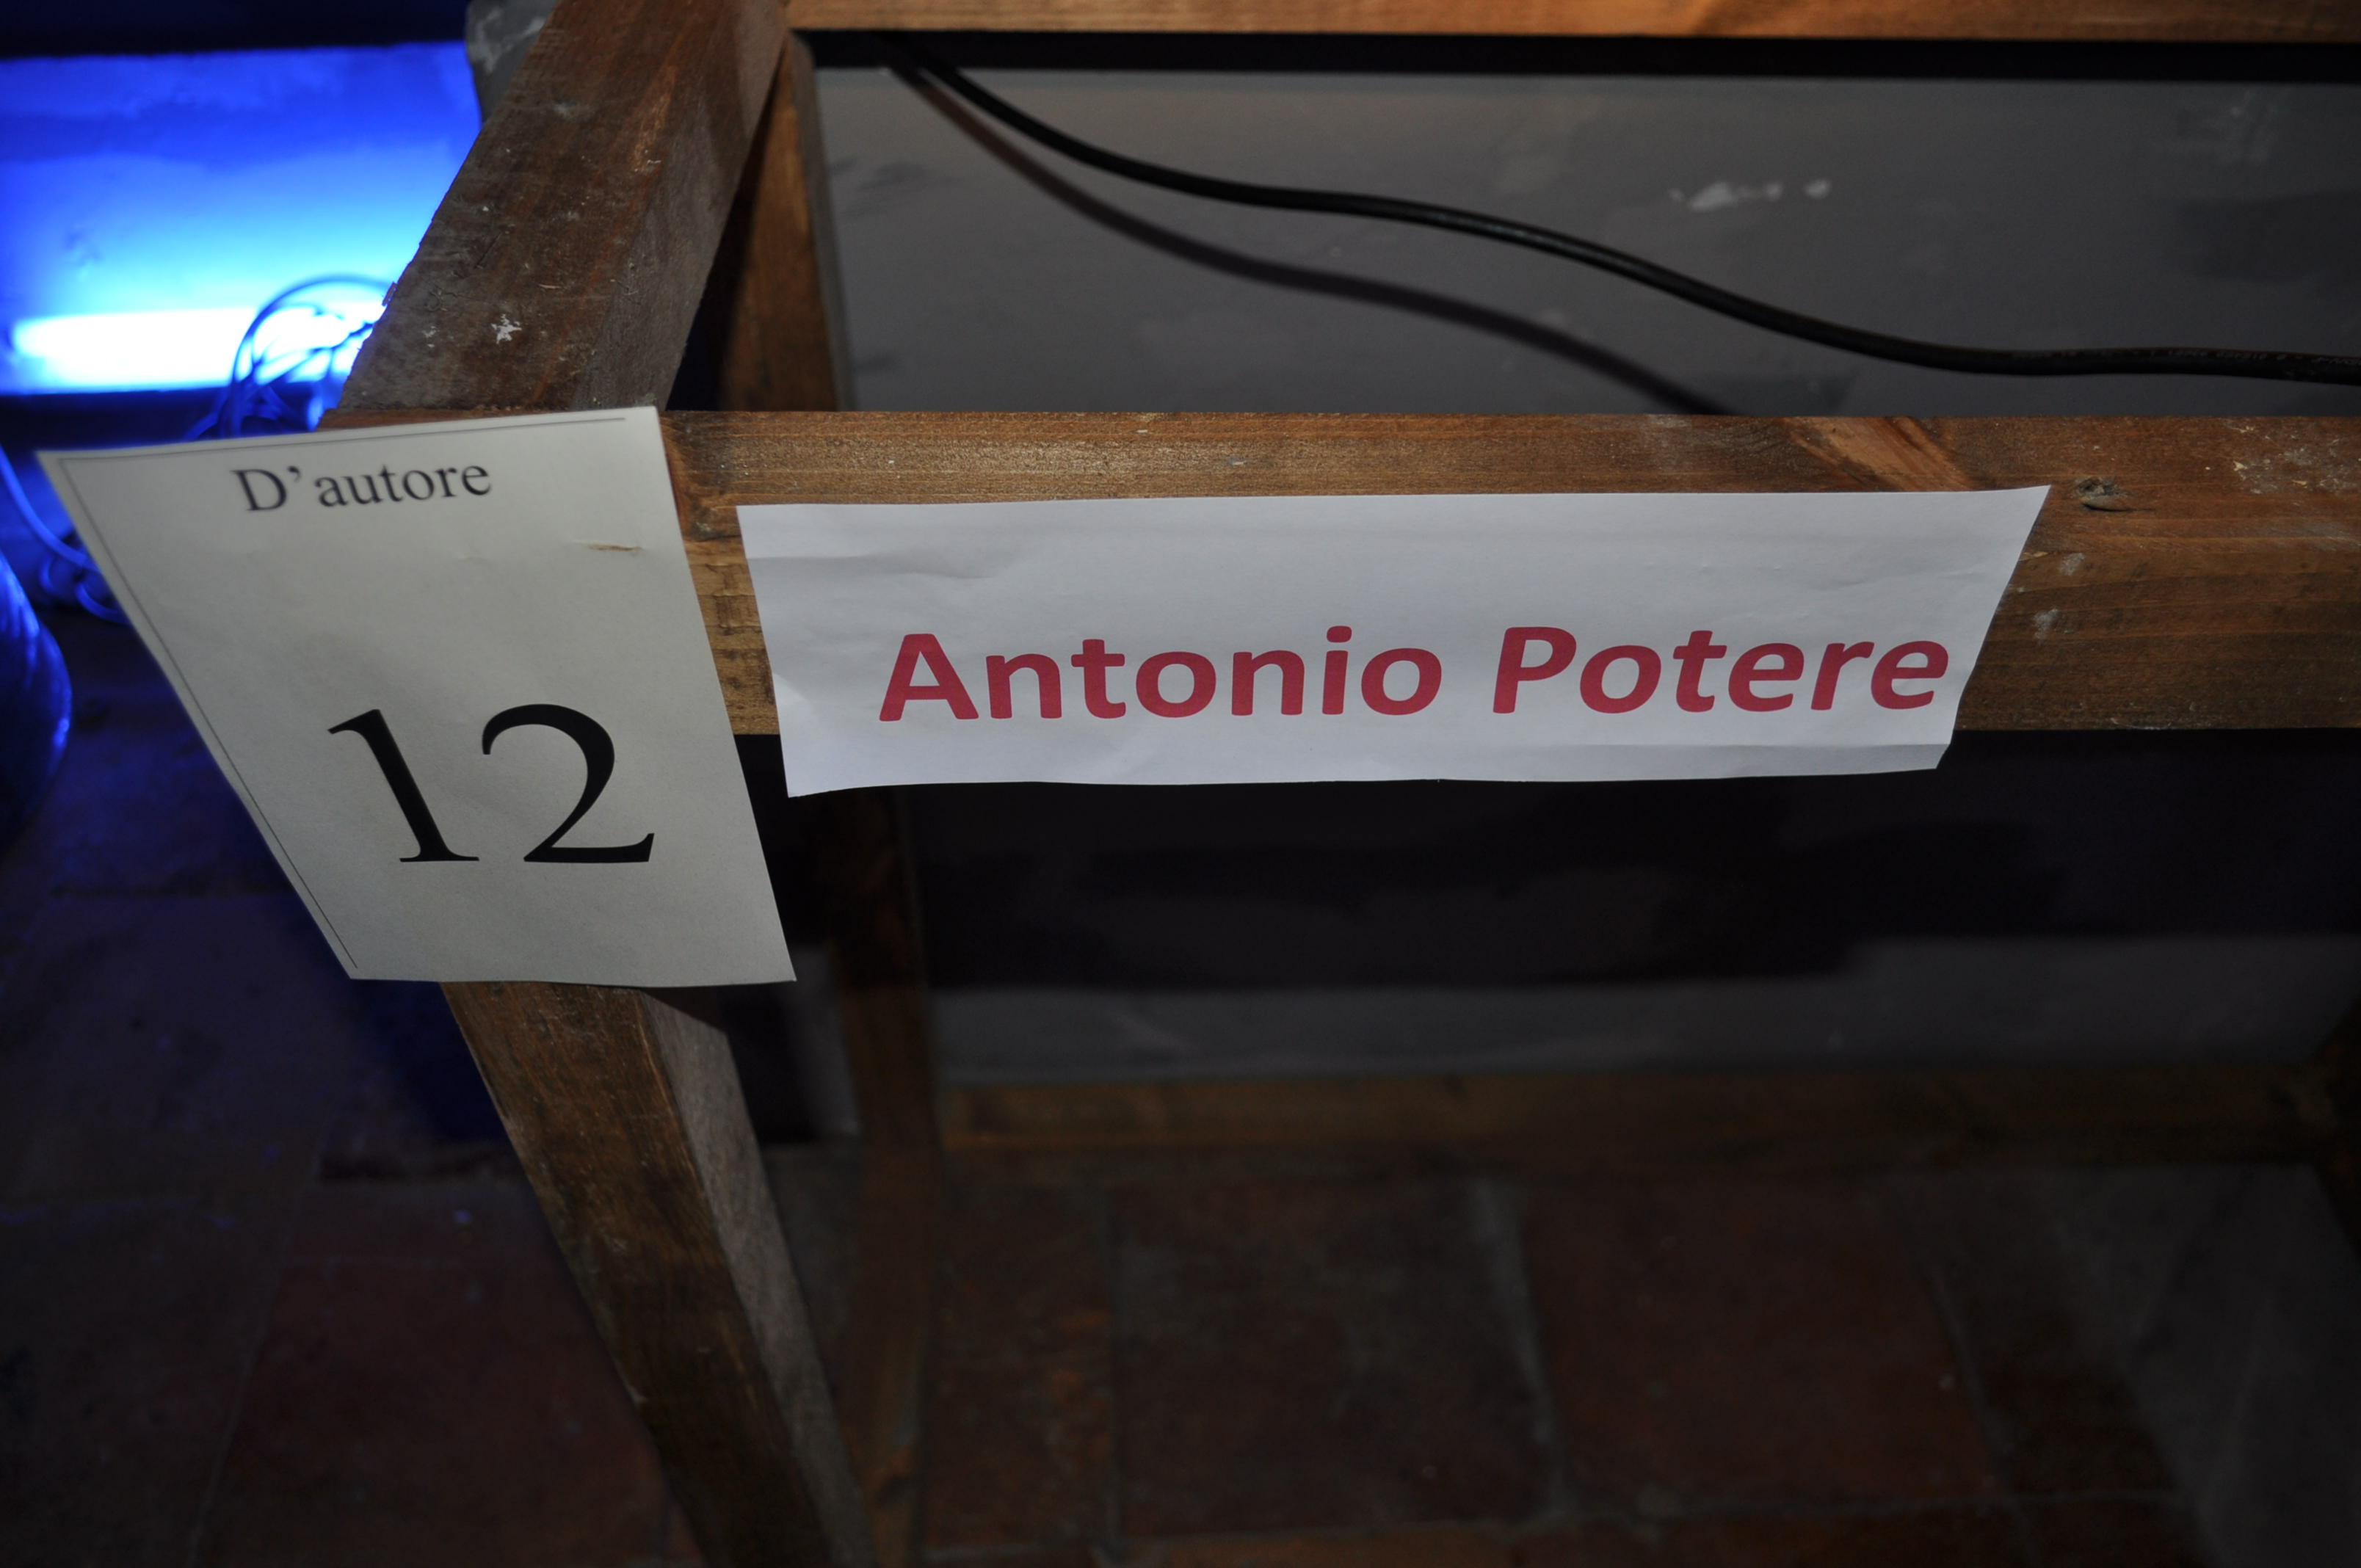 D'autore
12
Antonio Potere